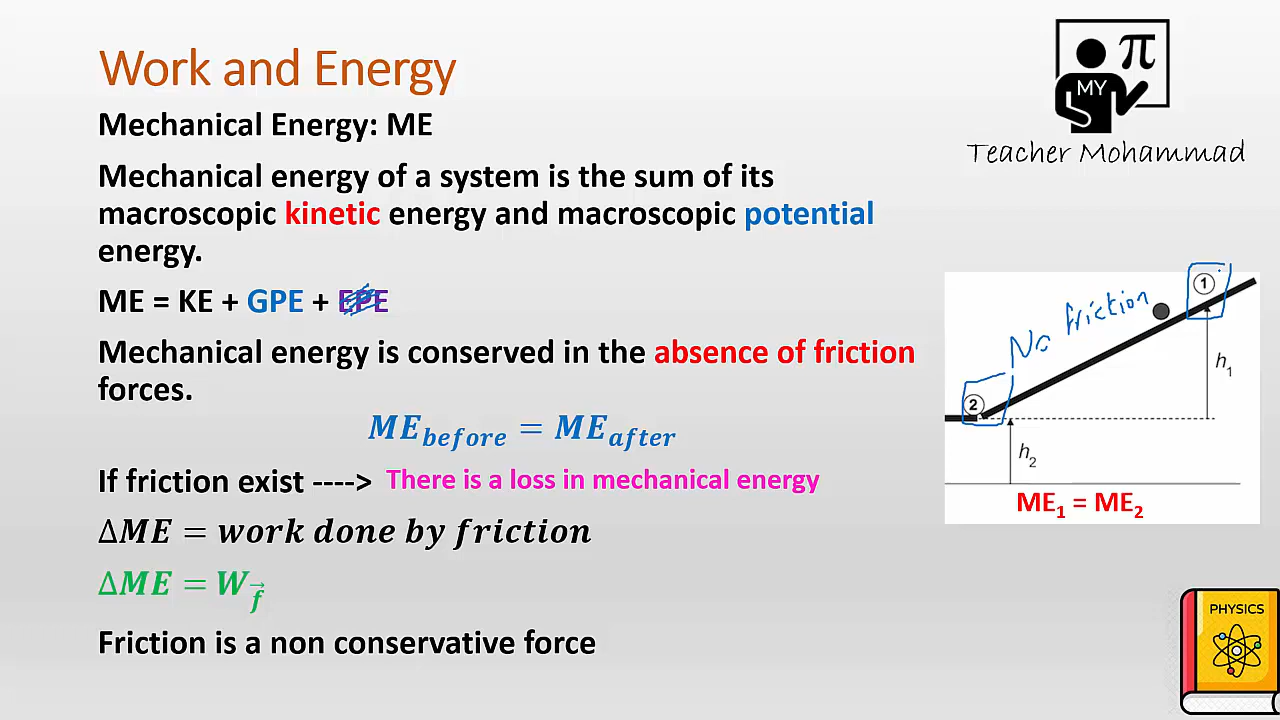 Work and Energy
MY
π
Teacher Mohammad
Mechanical Energy: ME
Mechanical energy of a system is the sum of its
macroscopic kinetic energy and macroscopic potential
energy.
ME = KE + GPE + EPE
Mechanical energy is conserved in the absence of friction
forces.
ME_before = ME_after
If friction exist ----> There is a loss in mechanical energy
ΔME = work done by friction
ΔME = W_f⃗
Friction is a non conservative force
No friction
1
h₁
2
h₂
ME₁ = ME₂
PHYSICS